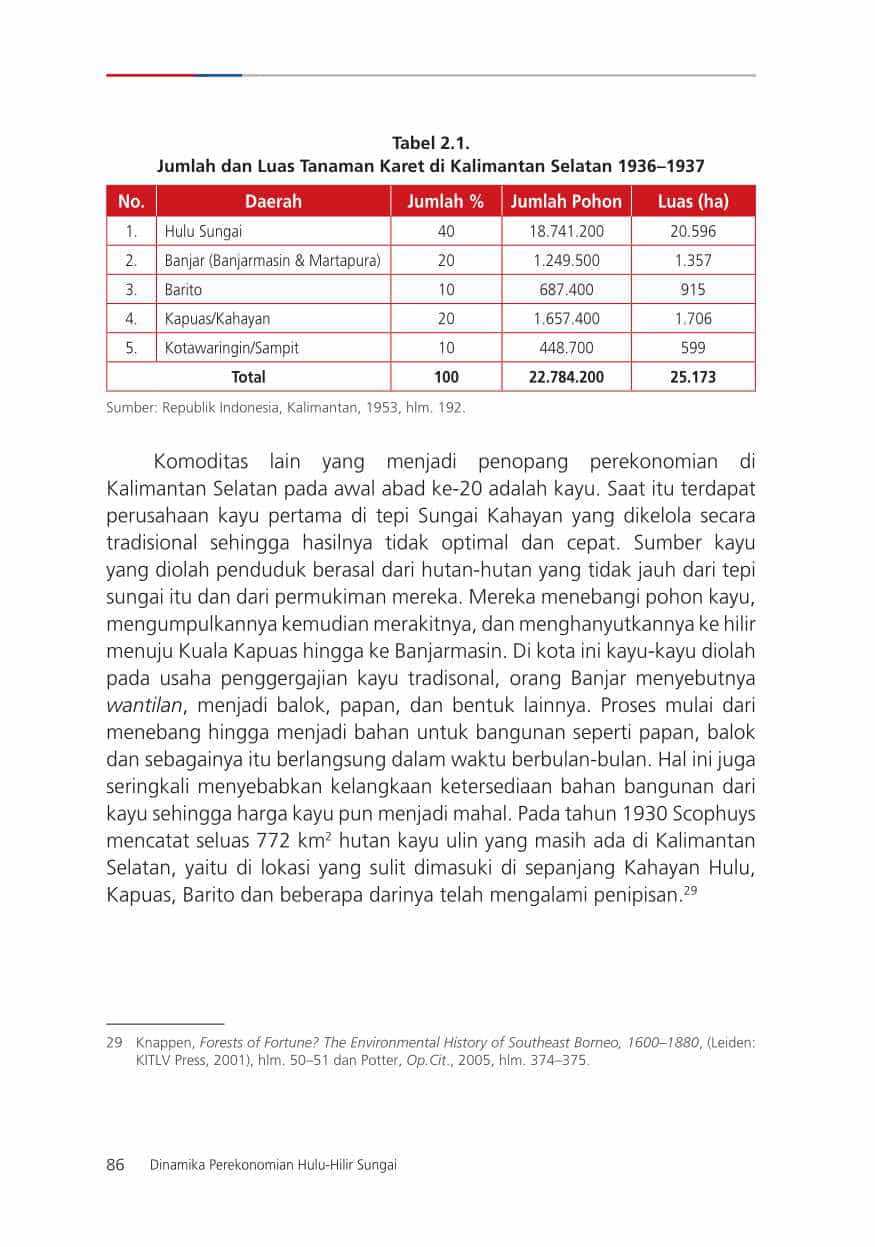 Tabel 2.1.
Jumlah dan Luas Tanaman Karet di Kalimantan Selatan 1936–1937
No. Daerah Jumlah % Jumlah Pohon Luas (ha)
1. Hulu Sungai 40 18.741.200 20.596
2. Banjar (Banjarmasin & Martapura) 20 1.249.500 1.357
3. Barito 10 687.400 915
4. Kapuas/Kahayan 20 1.657.400 1.706
5. Kotawaringin/Sampit 10 448.700 599
Total 100 22.784.200 25.173
Sumber: Republik Indonesia, Kalimantan, 1953, hlm. 192.
Komoditas lain yang menjadi penopang perekonomian di
Kalimantan Selatan pada awal abad ke-20 adalah kayu. Saat itu terdapat
perusahaan kayu pertama di tepi Sungai Kahayan yang dikelola secara
tradisional sehingga hasilnya tidak optimal dan cepat. Sumber kayu
yang diolah penduduk berasal dari hutan-hutan yang tidak jauh dari tepi
sungai itu dan dari permukiman mereka. Mereka menebangi pohon kayu,
mengumpulkannya kemudian merakitnya, dan menghanyutkannya ke hilir
menuju Kuala Kapuas hingga ke Banjarmasin. Di kota ini kayu-kayu diolah
pada usaha penggergajian kayu tradisonal, orang Banjar menyebutnya
wantilan, menjadi balok, papan, dan bentuk lainnya. Proses mulai dari
menebang hingga menjadi bahan untuk bangunan seperti papan, balok
dan sebagainya itu berlangsung dalam waktu berbulan-bulan. Hal ini juga
seringkali menyebabkan kelangkaan ketersediaan bahan bangunan dari
kayu sehingga harga kayu pun menjadi mahal. Pada tahun 1930 Scophuys
mencatat seluas 772 km² hutan kayu ulin yang masih ada di Kalimantan
Selatan, yaitu di lokasi yang sulit dimasuki di sepanjang Kahayan Hulu,
Kapuas, Barito dan beberapa darinya telah mengalami penipisan.²⁹
29 Knappen, Forests of Fortune? The Environmental History of Southeast Borneo, 1600–1880, (Leiden:
KITLV Press, 2001), hlm. 50–51 dan Potter, Op.Cit., 2005, hlm. 374–375.
86 Dinamika Perekonomian Hulu-Hilir Sungai